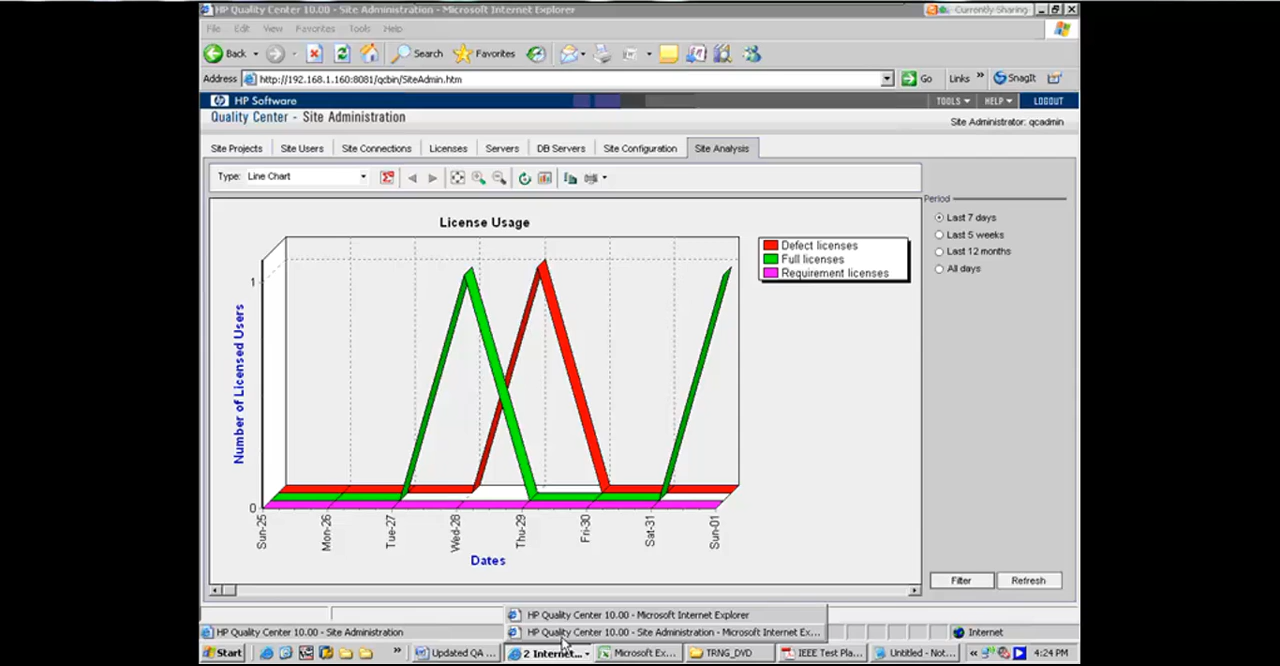 HP Quality Center 10.00 - Site Administration - Microsoft Internet Explorer
Currently Sharing
File Edit View Favorites Tools Help
Back Search Favorites
Address http://192.168.1.160:8081/qcbin/SiteAdmin.htm Go Links » SnagIt
HP Software TOOLS HELP LOGOUT
Quality Center - Site Administration
Site Administrator: qcadmin
Site Projects Site Users Site Connections Licenses Servers DB Servers Site Configuration Site Analysis
Type: Line Chart
Period
Last 7 days
Last 5 weeks
Last 12 months
All days
License Usage
Defect licenses
Full licenses
Requirement licenses
Number of Licensed Users
1
0
Sun-25 Mon-26 Tue-27 Wed-28 Thu-29 Fri-30 Sat-31 Sun-01
Dates
Filter Refresh
HP Quality Center 10.00 - Microsoft Internet Explorer
HP Quality Center 10.00 - Site Administration - Microsoft Internet Ex...
HP Quality Center 10.00 - Site Administration
Internet
Start » Updated QA ... 2 Internet... Microsoft Ex... TRNG_DVD IEEE Test Pla... Untitled - Not... « 4:24 PM